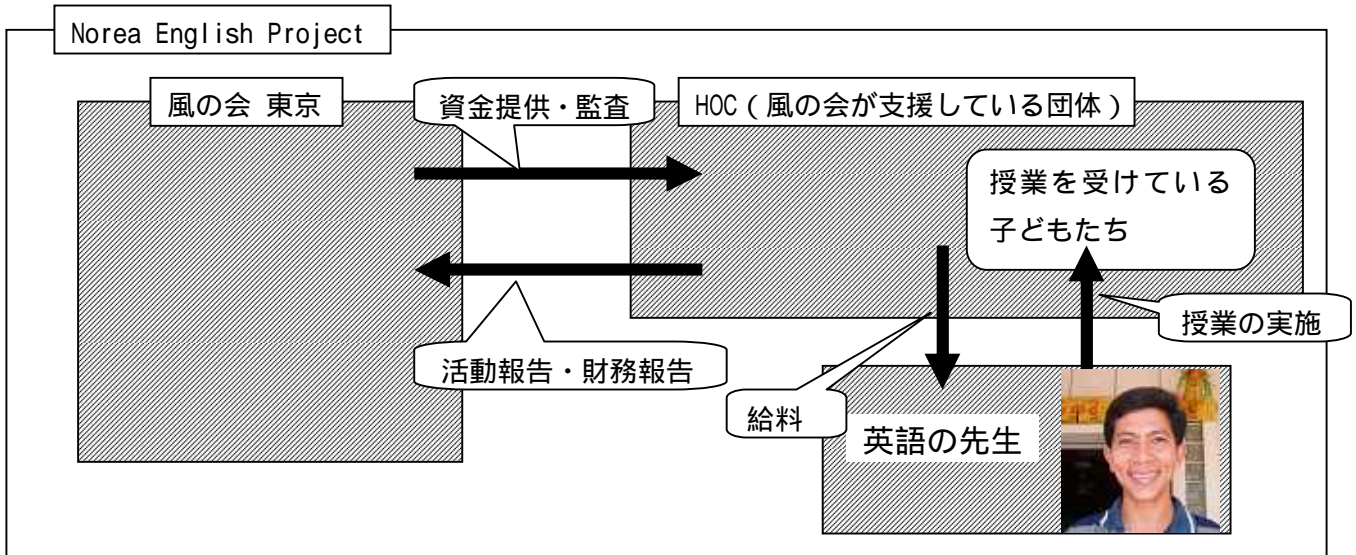 Norea English Project
風の会 東京
資金提供・監査
HOC（風の会が支援している団体）
授業を受けている
子どもたち
授業の実施
活動報告・財務報告
給料
英語の先生